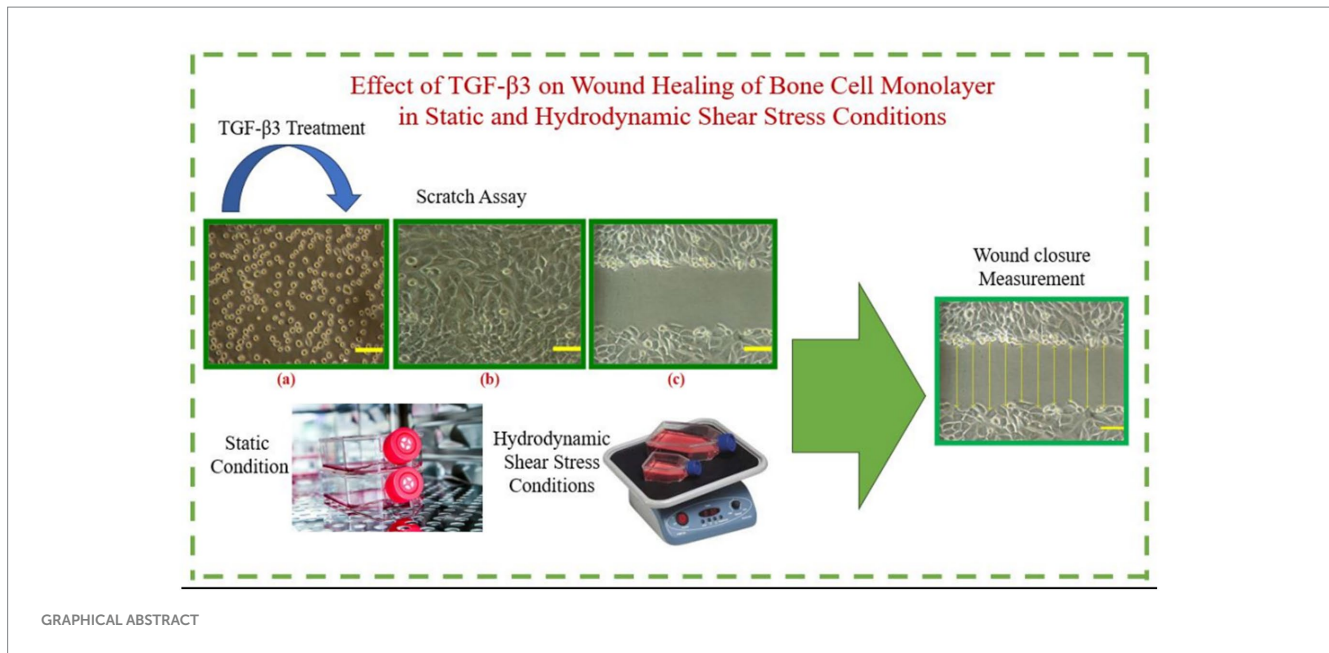 Effect of TGF-β3 on Wound Healing of Bone Cell Monolayer
in Static and Hydrodynamic Shear Stress Conditions
TGF-β3 Treatment
Scratch Assay
(a)
(b)
(c)
Wound closure
Measurement
Static
Condition
Hydrodynamic
Shear Stress
Conditions
GRAPHICAL ABSTRACT